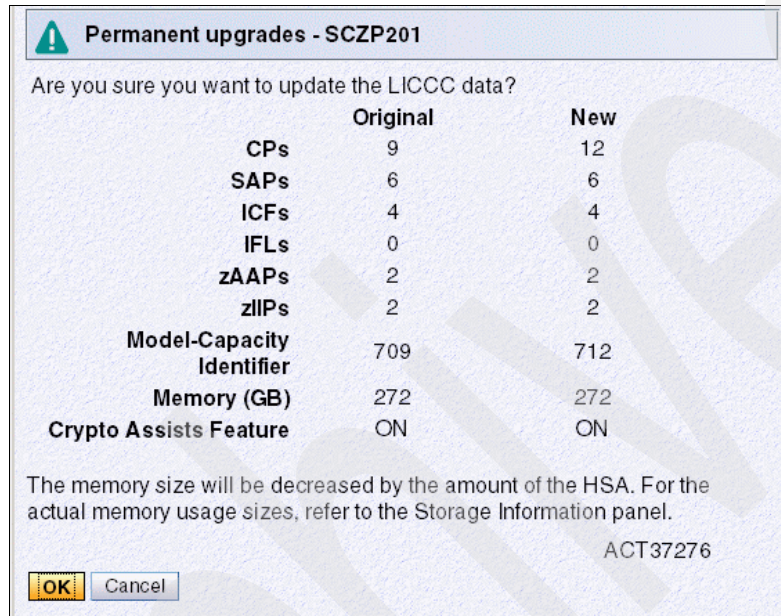 Permanent upgrades - SCZP201
Are you sure you want to update the LICCC data?
Original New
CPs 9 12
SAPs 6 6
ICFs 4 4
IFLs 0 0
zAAPs 2 2
zIIPs 2 2
Model-Capacity
Identifier 709 712
Memory (GB) 272 272
Crypto Assists Feature ON ON
The memory size will be decreased by the amount of the HSA. For the
actual memory usage sizes, refer to the Storage Information panel.
ACT37276
OK Cancel